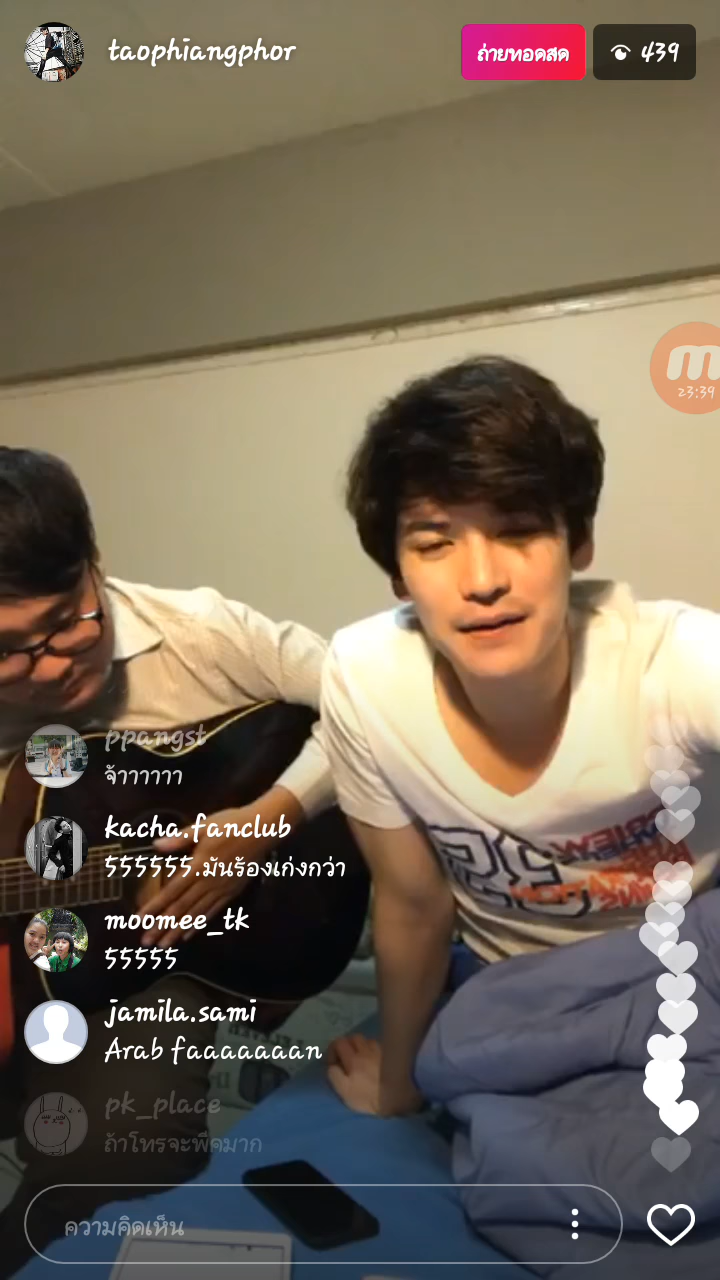 taophiangphor
ถ่ายทอดสด
439
m
23:39
ppangst
จ้าาาาาาา
kacha.fanclub
555555.มันร้องเก่งกว่า
moomee_tk
55555
jamila.sami
Arab faaaaaaan
pk_place
ถ้าโทรจะพีคมาก
ความคิดเห็น